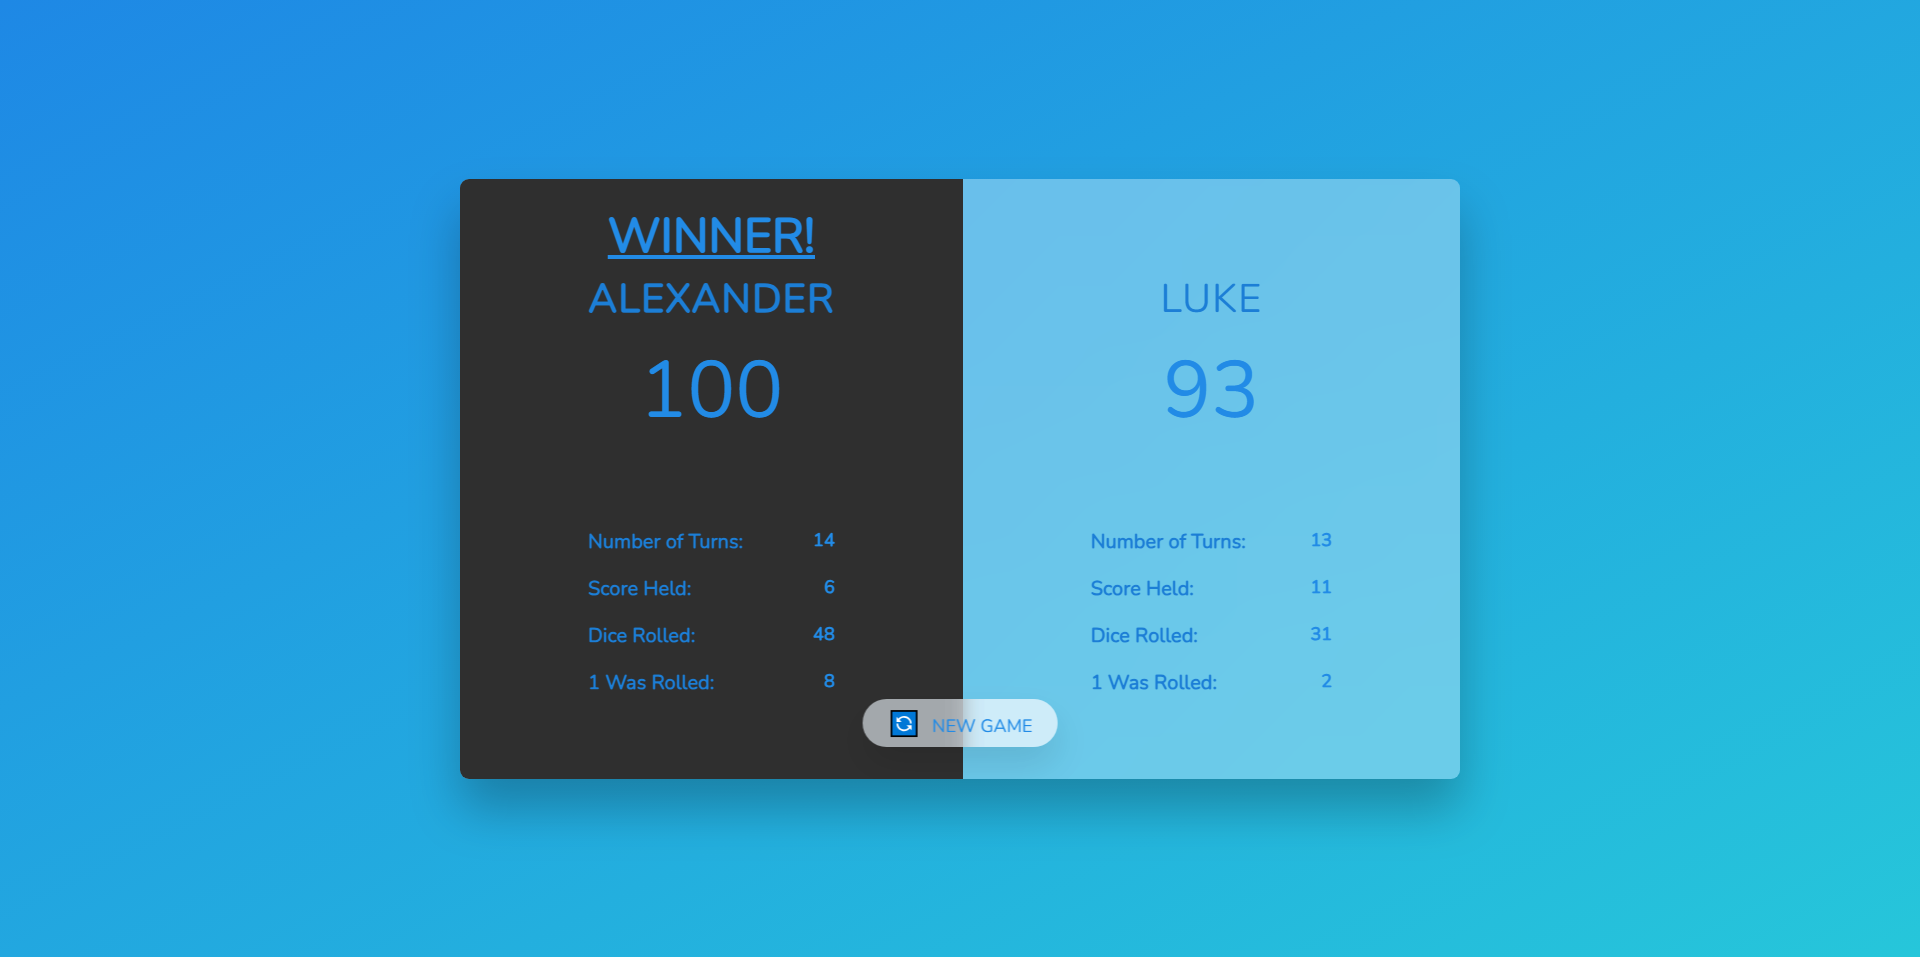 WINNER!
ALEXANDER
100
Number of Turns: 14
Score Held: 6
Dice Rolled: 48
1 Was Rolled: 8
LUKE
93
Number of Turns: 13
Score Held: 11
Dice Rolled: 31
1 Was Rolled: 2
NEW GAME